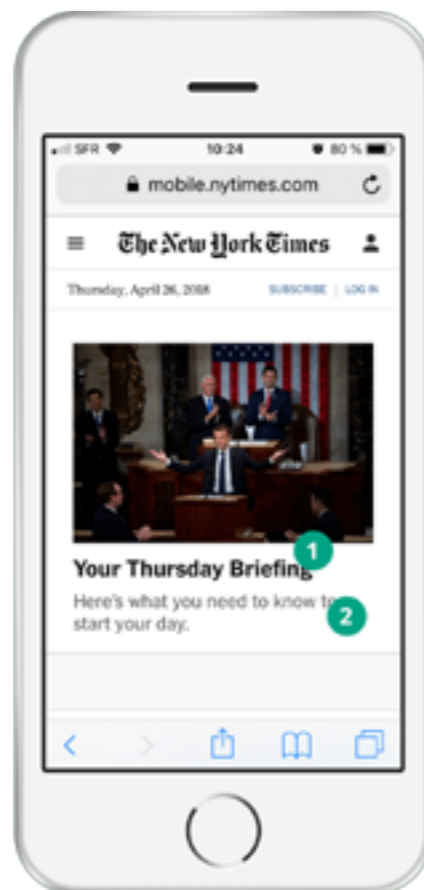 SFR 10:24 80 %
mobile.nytimes.com
The New York Times
Thursday, April 26, 2018 SUBSCRIBE | LOG IN
1
Your Thursday Briefing
Here's what you need to know to
2
start your day.